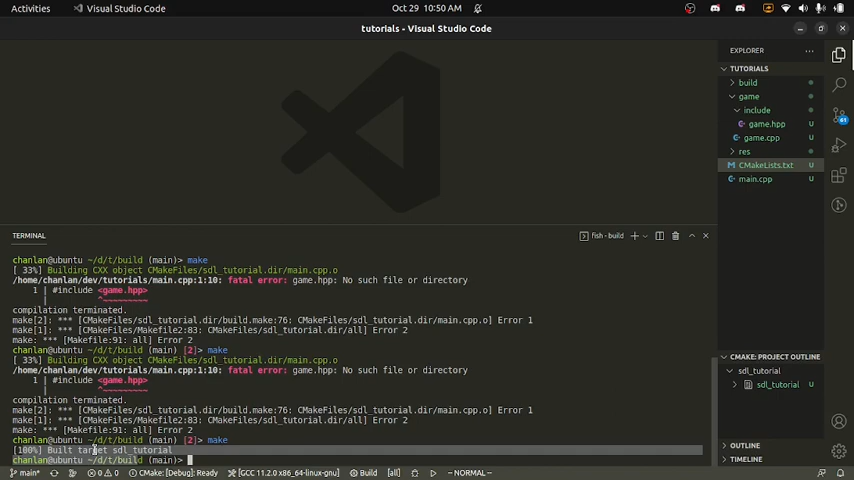 Activities
Visual Studio Code
Oct 29 10:50 AM
tutorials - Visual Studio Code
EXPLORER
TUTORIALS
build
game
include
game.hpp U
game.cpp U
res
CMakeLists.txt U
main.cpp U
61
TERMINAL
fish - build
chanlan@ubuntu ~/d/t/build (main)> make
[ 33%] Building CXX object CMakeFiles/sdl_tutorial.dir/main.cpp.o
/home/chanlan/dev/tutorials/main.cpp:1:10: fatal error: game.hpp: No such file or directory
1 | #include <game.hpp>
| ^~~~~~~~~~
compilation terminated.
make[2]: *** [CMakeFiles/sdl_tutorial.dir/build.make:76: CMakeFiles/sdl_tutorial.dir/main.cpp.o] Error 1
make[1]: *** [CMakeFiles/Makefile2:83: CMakeFiles/sdl_tutorial.dir/all] Error 2
make: *** [Makefile:91: all] Error 2
chanlan@ubuntu ~/d/t/build (main) [2]> make
[ 33%] Building CXX object CMakeFiles/sdl_tutorial.dir/main.cpp.o
/home/chanlan/dev/tutorials/main.cpp:1:10: fatal error: game.hpp: No such file or directory
1 | #include <game.hpp>
| ^~~~~~~~~~
compilation terminated.
make[2]: *** [CMakeFiles/sdl_tutorial.dir/build.make:76: CMakeFiles/sdl_tutorial.dir/main.cpp.o] Error 1
make[1]: *** [CMakeFiles/Makefile2:83: CMakeFiles/sdl_tutorial.dir/all] Error 2
make: *** [Makefile:91: all] Error 2
chanlan@ubuntu ~/d/t/build (main) [2]> make
[100%] Built target sdl_tutorial
chanlan@ubuntu ~/d/t/build (main)>
CMAKE: PROJECT OUTLINE
sdl_tutorial
sdl_tutorial U
OUTLINE
TIMELINE
main* 0 0 CMake: [Debug]: Ready [GCC 11.2.0 x86_64-linux-gnu] Build [all] -- NORMAL --